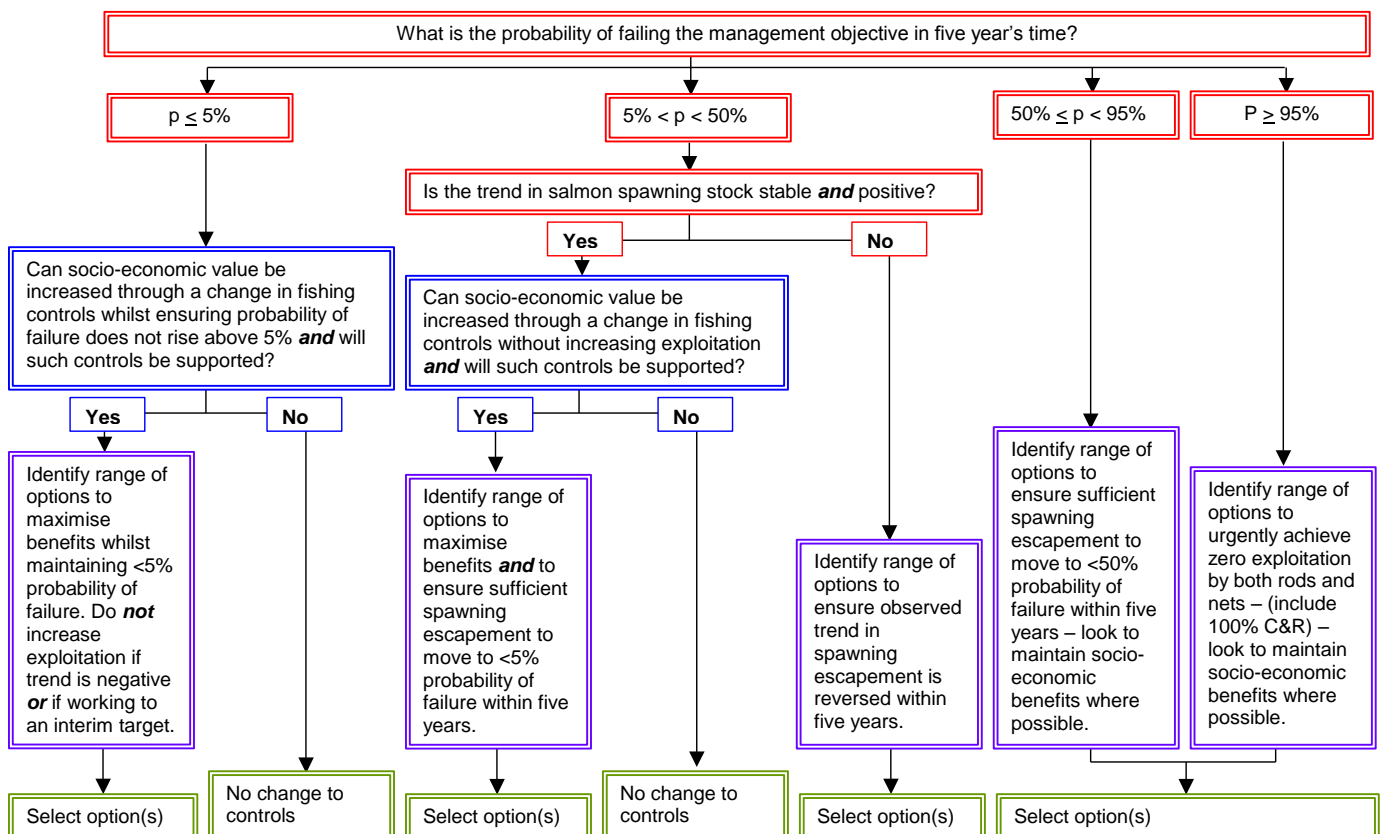 What is the probability of failing the management objective in five year's time?
p ≤ 5%
5% < p < 50%
50% ≤ p < 95%
P ≥ 95%
Is the trend in salmon spawning stock stable and positive?
Yes
No
Can socio-economic value be
increased through a change in fishing
controls whilst ensuring probability of
failure does not rise above 5% and will
such controls be supported?
Can socio-economic value be
increased through a change in fishing
controls without increasing exploitation
and will such controls be supported?
Yes
No
Yes
No
Identify range of
options to
maximise
benefits whilst
maintaining <5%
probability of
failure. Do not
increase
exploitation if
trend is negative
or if working to
an interim target.
Identify range of
options to
maximise
benefits and to
ensure sufficient
spawning
escapement to
move to <5%
probability of
failure within five
years.
Identify range of
options to
ensure observed
trend in
spawning
escapement is
reversed within
five years.
Identify range of
options to
ensure sufficient
spawning
escapement to
move to <50%
probability of
failure within five
years – look to
maintain socio-
economic
benefits where
possible.
Identify range of
options to
urgently achieve
zero exploitation
by both rods and
nets – (include
100% C&R) –
look to maintain
socio-economic
benefits where
possible.
Select option(s)
No change to
controls
Select option(s)
No change to
controls
Select option(s)
Select option(s)